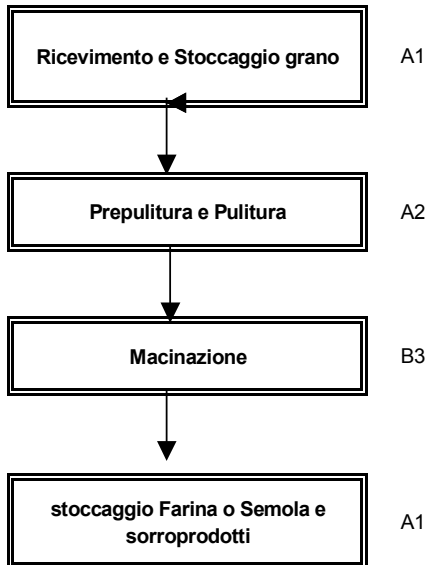 Ricevimento e Stoccaggio grano A1
Prepulitura e Pulitura A2
Macinazione B3
stoccaggio Farina o Semola e
sorroprodotti A1